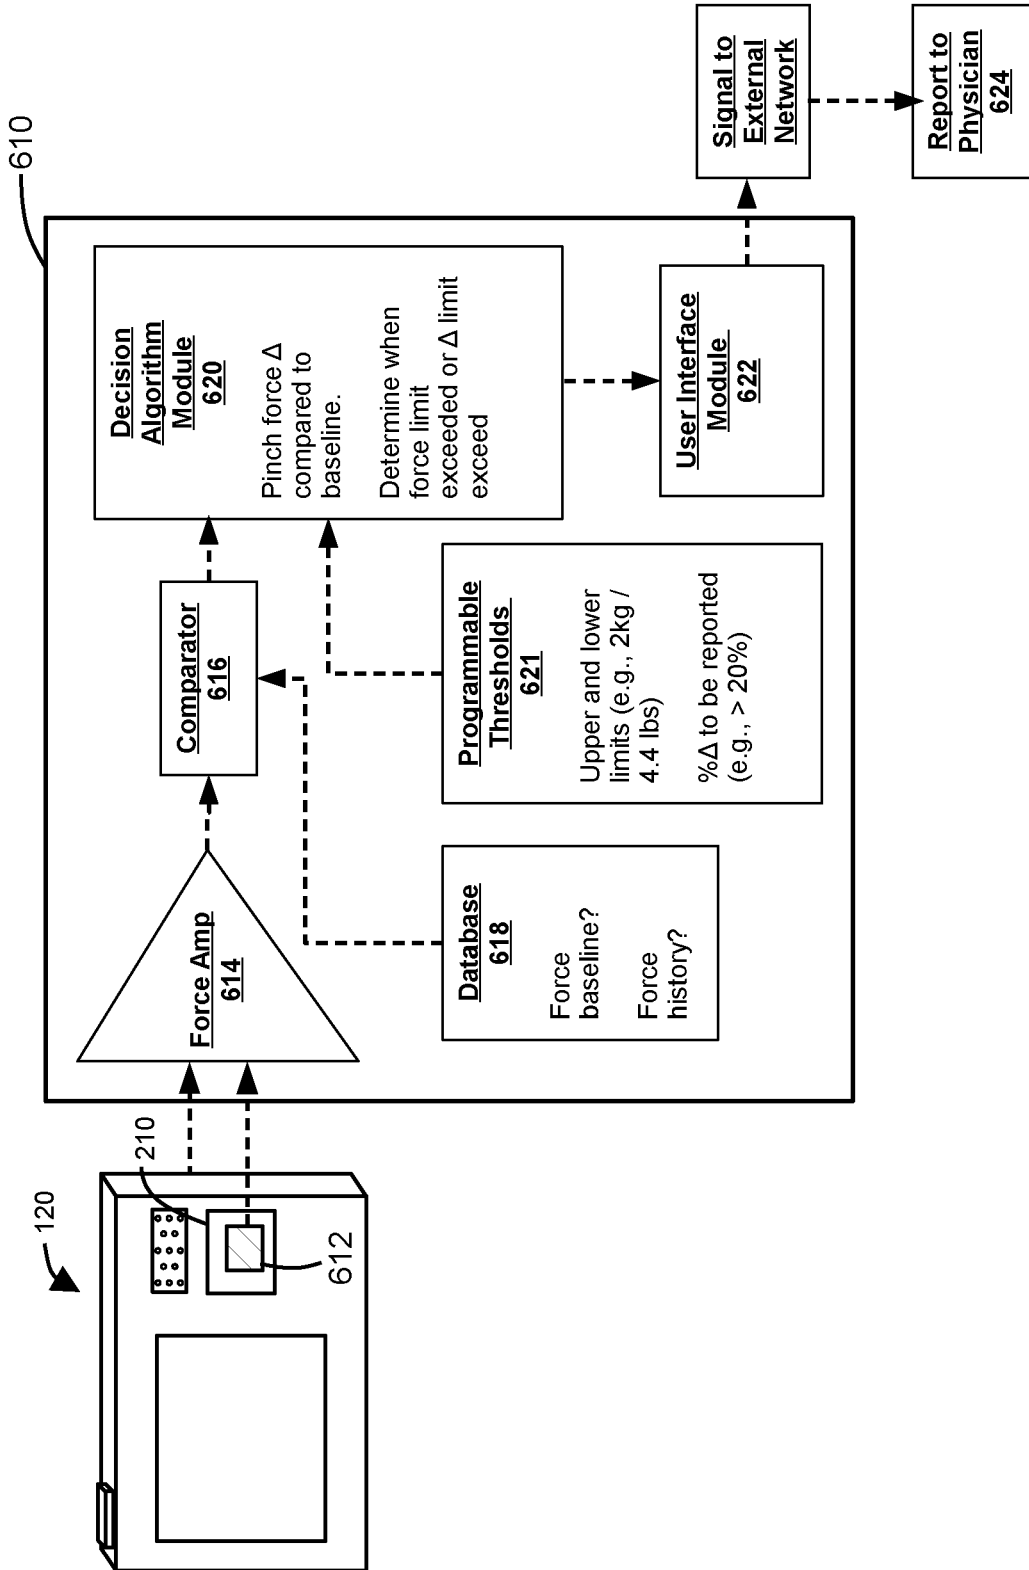 120
210
612
610
Force Amp
614
Comparator
616
Decision
Algorithm
Module
620
Pinch force Δ
compared to
baseline.
Determine when
force limit
exceeded or Δ limit
exceed
Database
618
Force
baseline?
Force
history?
Programmable
Thresholds
621
Upper and lower
limits (e.g., 2kg /
4.4 lbs)
%Δ to be reported
(e.g., > 20%)
User Interface
Module
622
Signal to
External
Network
Report to
Physician
624